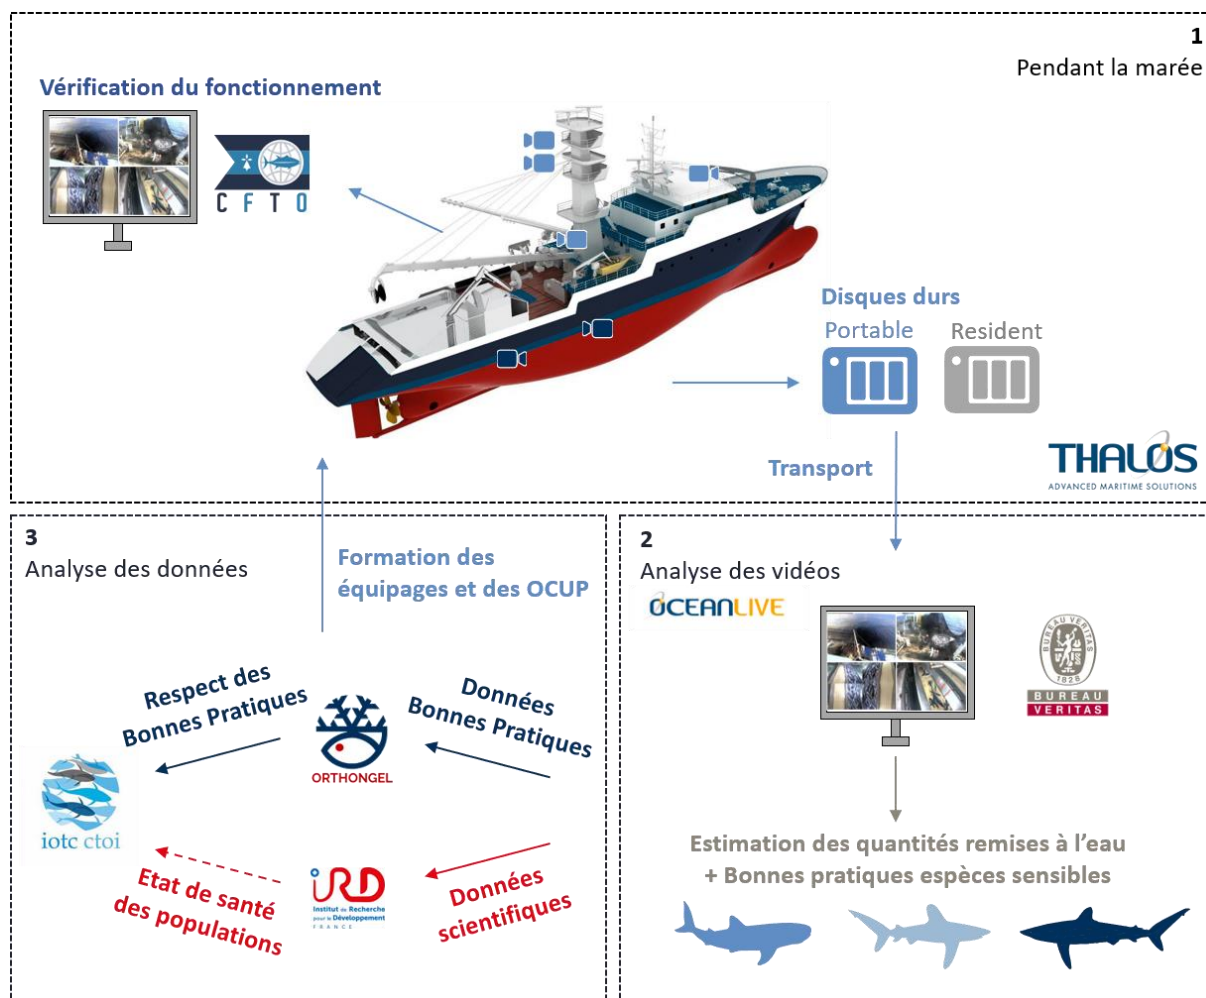 1
Pendant la marée
Vérification du fonctionnement
CFTO
Disques durs
Portable
Resident
Transport
THALOS
ADVANCED MARITIME SOLUTIONS
3
Analyse des données
Formation des
équipages et des OCUP
Respect des
Bonnes Pratiques
Données
Bonnes Pratiques
ORTHONGEL
iotc ctoi
Etat de santé
des populations
iRD
Institut de Recherche
pour le Développement
FRANCE
Données
scientifiques
2
Analyse des vidéos
OCEANLIVE
BUREAU VERITAS
1828
BUREAU
VERITAS
Estimation des quantités remises à l’eau
+ Bonnes pratiques espèces sensibles